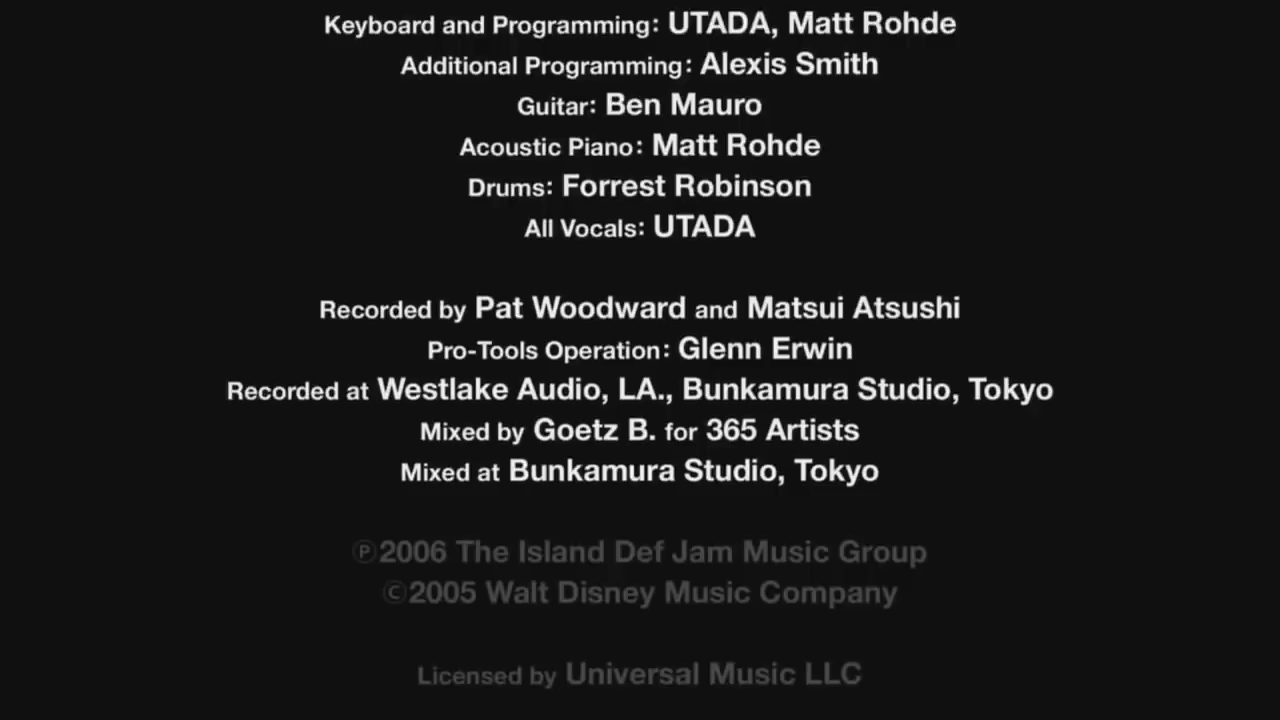 Keyboard and Programming: UTADA, Matt Rohde
Additional Programming: Alexis Smith
Guitar: Ben Mauro
Acoustic Piano: Matt Rohde
Drums: Forrest Robinson
All Vocals: UTADA
Recorded by Pat Woodward and Matsui Atsushi
Pro-Tools Operation: Glenn Erwin
Recorded at Westlake Audio, LA., Bunkamura Studio, Tokyo
Mixed by Goetz B. for 365 Artists
Mixed at Bunkamura Studio, Tokyo
℗2006 The Island Def Jam Music Group
©2005 Walt Disney Music Company
Licensed by Universal Music LLC